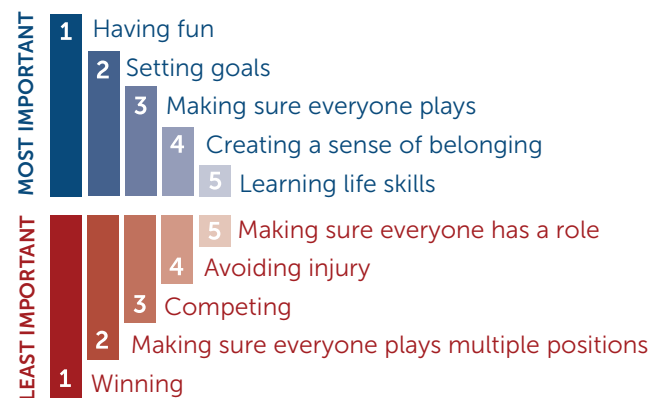 MOST IMPORTANT
1 Having fun
2 Setting goals
3 Making sure everyone plays
4 Creating a sense of belonging
5 Learning life skills
LEAST IMPORTANT
5 Making sure everyone has a role
4 Avoiding injury
3 Competing
2 Making sure everyone plays multiple positions
1 Winning